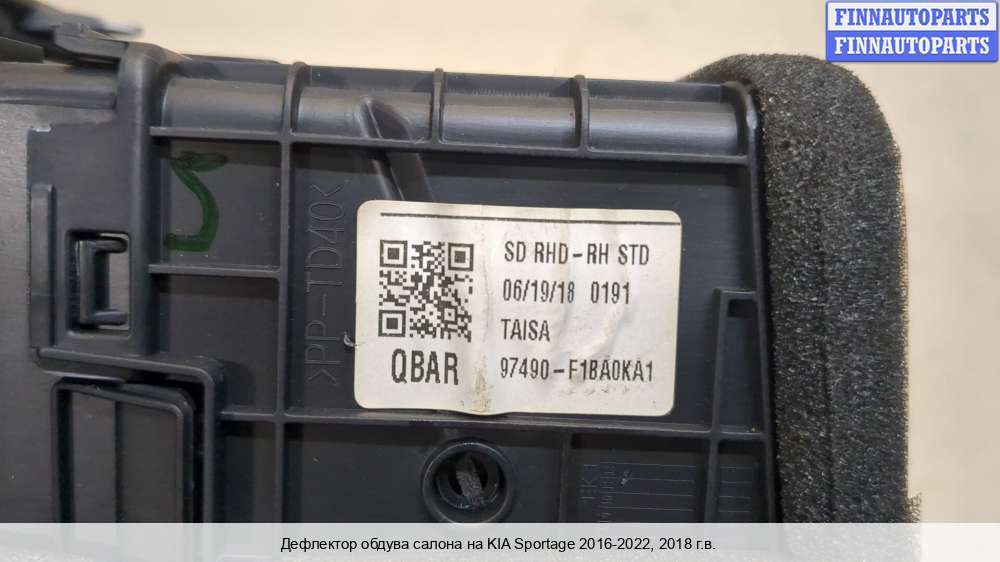 FINNAUTOPARTS
FINNAUTOPARTS
>PP-TD40<
SD RHD-RH STD
06/19/18 0191
TAISA
QBAR 97490-F1BA0KA1
Дефлектор обдува салона на KIA Sportage 2016-2022, 2018 г.в.